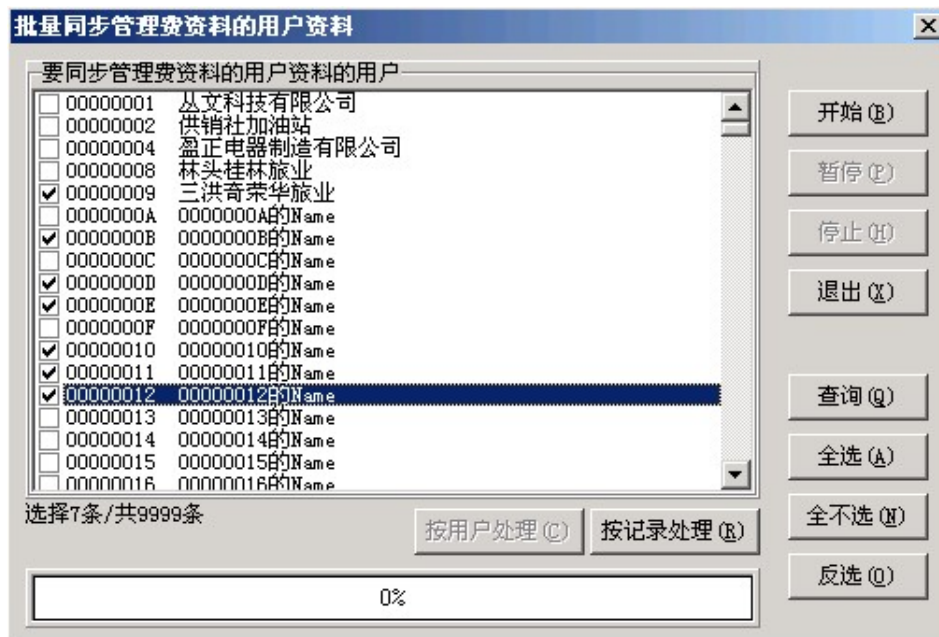 批量同步管理费资料的用户资料
要同步管理费资料的用户资料的用户
00000001 丛文科技有限公司
00000002 供销社加油站
00000004 盈正电器制造有限公司
00000008 林头桂林旅业
00000009 三洪奇荣华旅业
0000000A 0000000A的Name
0000000B 0000000B的Name
0000000C 0000000C的Name
0000000D 0000000D的Name
0000000E 0000000E的Name
0000000F 0000000F的Name
00000010 00000010的Name
00000011 00000011的Name
00000012 00000012的Name
00000013 00000013的Name
00000014 00000014的Name
00000015 00000015的Name
00000016 00000016的Name
选择7条/共9999条
按用户处理(C) 按记录处理(R)
0%
开始(B)
暂停(P)
停止(H)
退出(X)
查询(Q)
全选(A)
全不选(N)
反选(O)